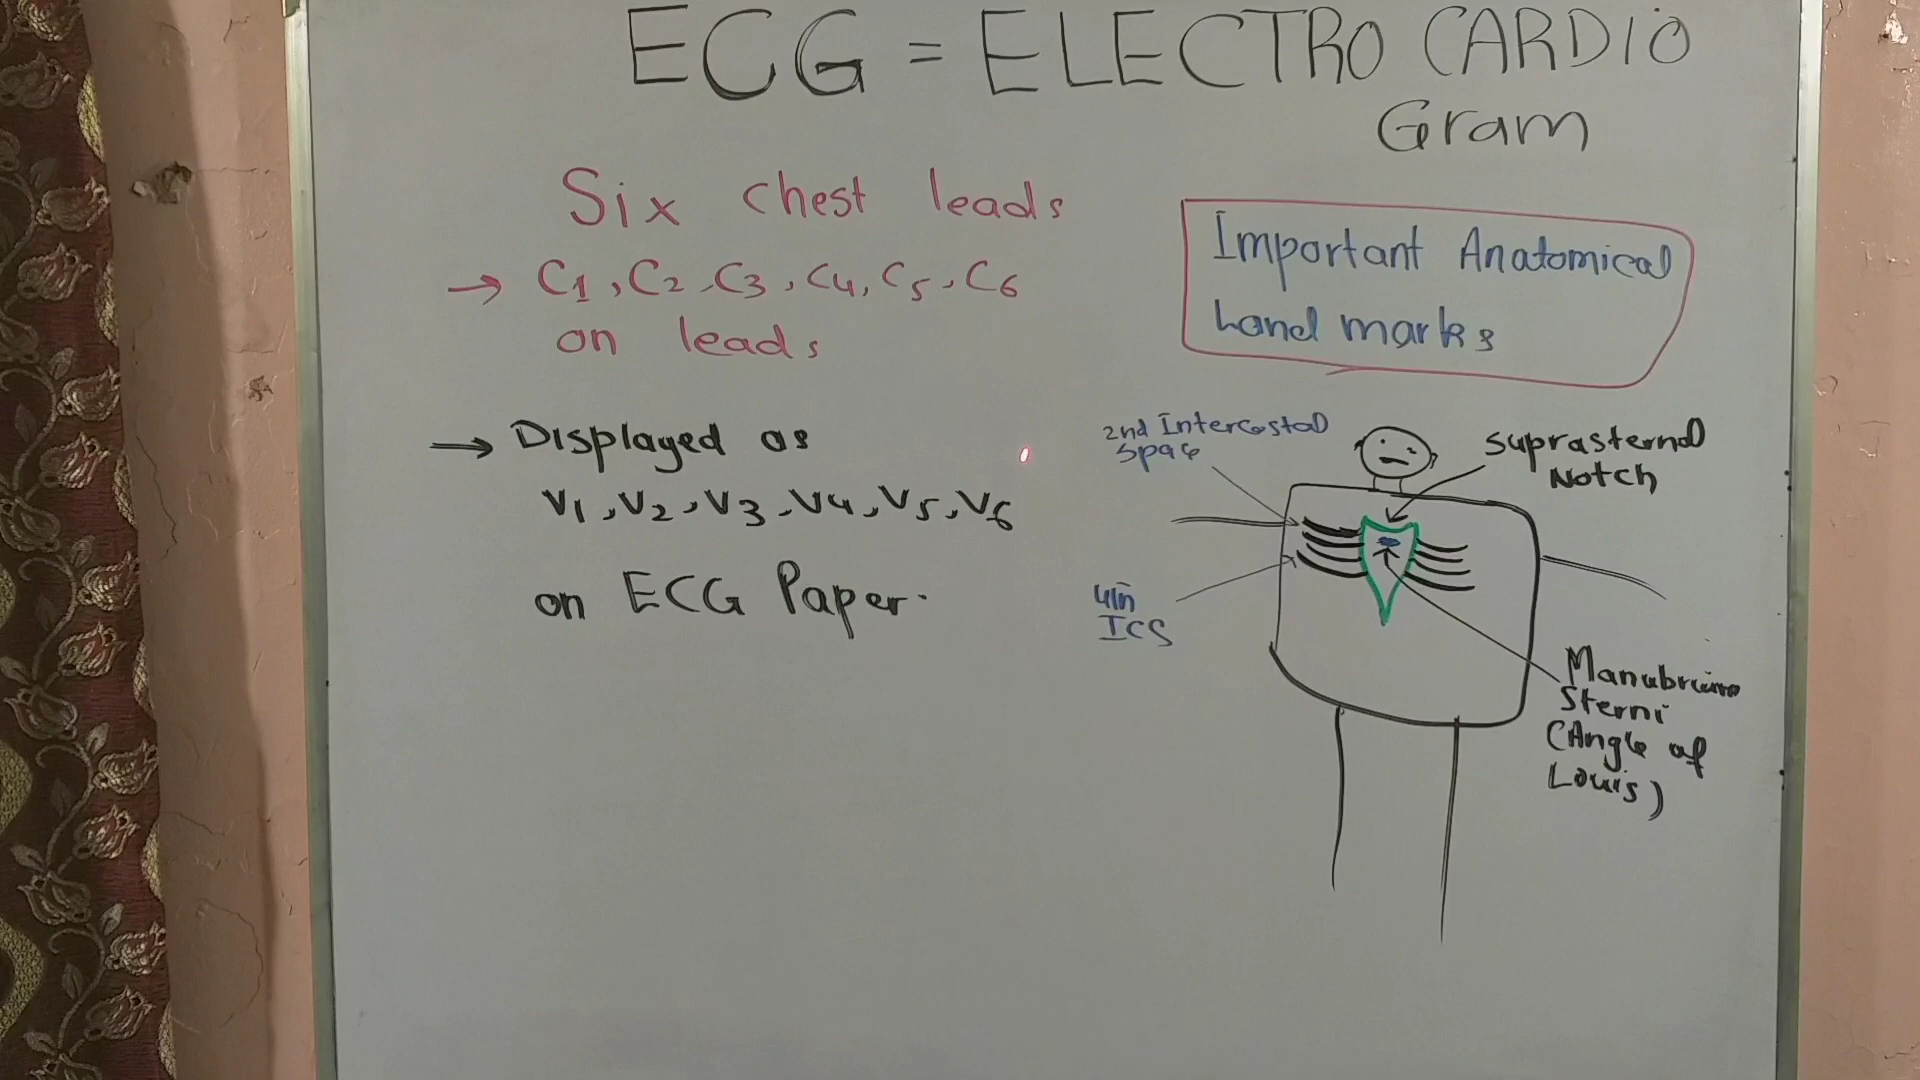 ECG = ELECTRO CARDIO
Gram
Six chest leads
→ C1, C2, C3, C4, C5, C6
on leads
→ Displayed as
V1, V2, V3, V4, V5, V6
on ECG Paper.
Important Anatomical
Land marks
2nd Intercostal
Space
Suprasternal
Notch
4th
ICS
Manubrium
Sterni
(Angle of
Louis)